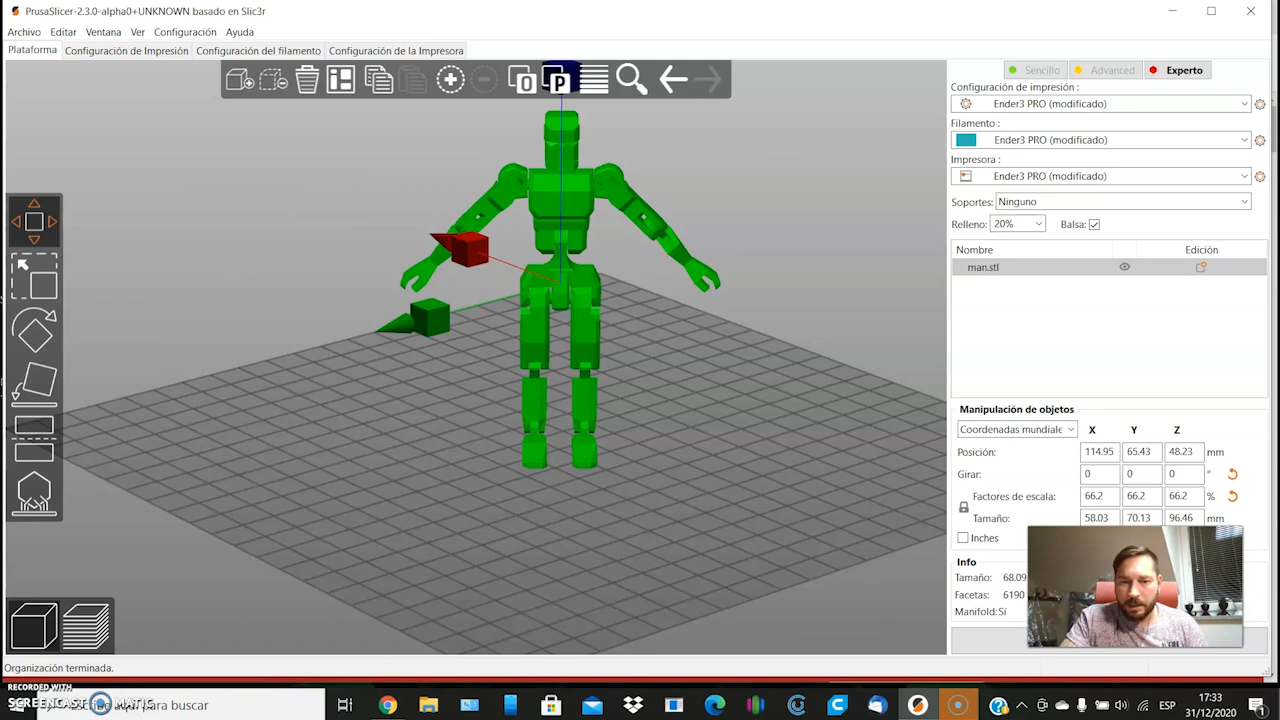 PrusaSlicer-2.3.0-alpha0+UNKNOWN basado en Slic3r
Archivo Editar Ventana Ver Configuración Ayuda
Plataforma Configuración de Impresión Configuración del filamento Configuración de la Impresora
O P
Sencillo Advanced Experto
Configuración de impresión :
Ender3 PRO (modificado)
Filamento :
Ender3 PRO (modificado)
Impresora :
Ender3 PRO (modificado)
Soportes: Ninguno
Relleno: 20% Balsa:
Nombre Edición
man.stl
Manipulación de objetos
Coordenadas mundiale X Y Z
Posición: 114.95 65.43 48.23 mm
Girar: 0 0 0 °
Factores de escala: 66.2 66.2 66.2 %
Tamaño: 58.03 70.13 96.46 mm
Inches
Info
Tamaño: 68.09
Facetas: 6190
Manifold: Sí
Organización terminada.
RECORDED WITH
SCREENCAST MATIC
para buscar
ESP
17:33
31/12/2020